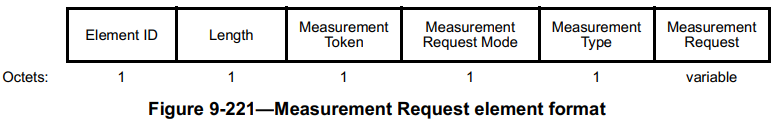 Element ID Length Measurement Token Measurement Request Mode Measurement Type Measurement Request
Octets: 1 1 1 1 1 variable
Figure 9-221—Measurement Request element format